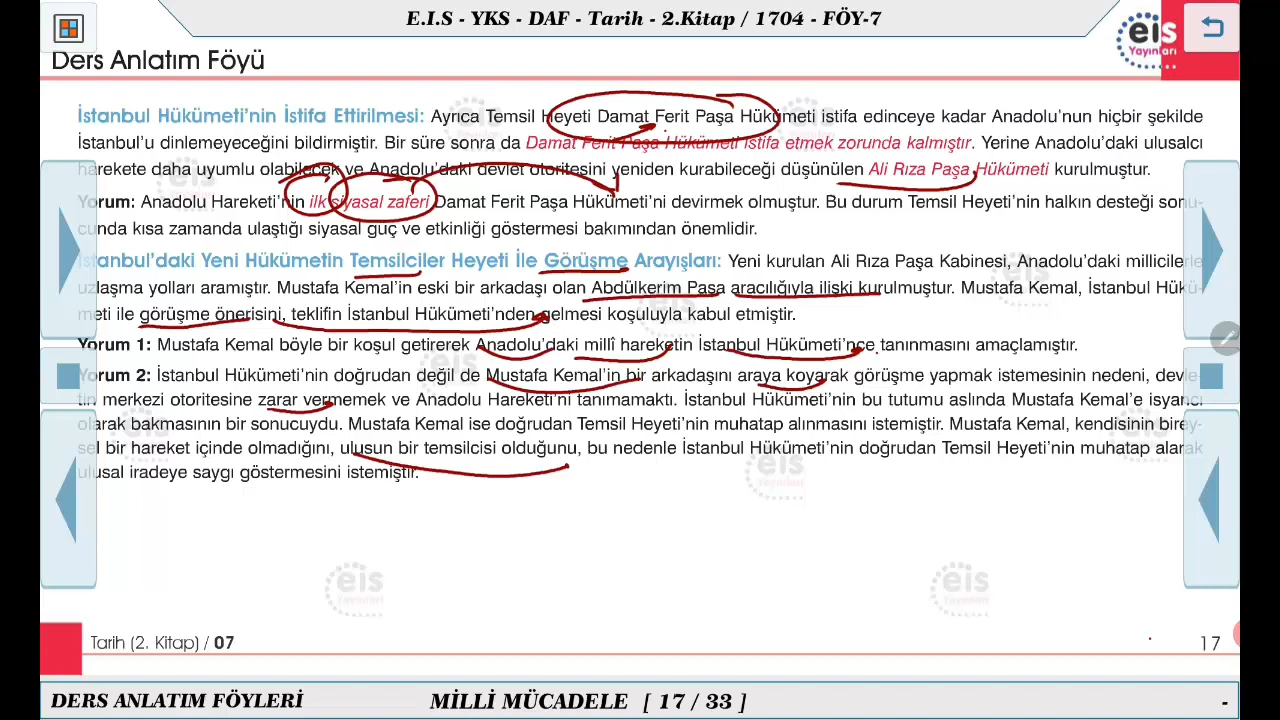 E.I.S - YKS - DAF - Tarih - 2.Kitap / 1704 - FÖY-7
eis
Yayınları
Ders Anlatım Föyü
İstanbul Hükümeti'nin İstifa Ettirilmesi: Ayrıca Temsil Heyeti Damat Ferit Paşa Hükümeti istifa edinceye kadar Anadolu'nun hiçbir şekilde
İstanbul'u dinlemeyeceğini bildirmiştir. Bir süre sonra da Damat Ferit Paşa Hükümeti istifa etmek zorunda kalmıştır. Yerine Anadolu'daki ulusalcı
harekete daha uyumlu olabilecek ve Anadolu'daki devlet otoritesini yeniden kurabileceği düşünülen Ali Rıza Paşa Hükümeti kurulmuştur.
Yorum: Anadolu Hareketi'nin ilk siyasal zaferi Damat Ferit Paşa Hükümeti'ni devirmek olmuştur. Bu durum Temsil Heyeti'nin halkın desteği sonu-
cunda kısa zamanda ulaştığı siyasal güç ve etkinliği göstermesi bakımından önemlidir.
İstanbul'daki Yeni Hükümetin Temsilciler Heyeti İle Görüşme Arayışları: Yeni kurulan Ali Rıza Paşa Kabinesi, Anadolu'daki millicilerle
uzlaşma yolları aramıştır. Mustafa Kemal'in eski bir arkadaşı olan Abdülkerim Paşa aracılığıyla ilişki kurulmuştur. Mustafa Kemal, İstanbul Hükü-
meti ile görüşme önerisini, teklifin İstanbul Hükümeti'nden gelmesi koşuluyla kabul etmiştir.
Yorum 1: Mustafa Kemal böyle bir koşul getirerek Anadolu'daki millî hareketin İstanbul Hükümeti'nce tanınmasını amaçlamıştır.
Yorum 2: İstanbul Hükümeti'nin doğrudan değil de Mustafa Kemal'in bir arkadaşını araya koyarak görüşme yapmak istemesinin nedeni, devle-
tin merkezi otoritesine zarar vermemek ve Anadolu Hareketi'ni tanımamaktı. İstanbul Hükümeti'nin bu tutumu aslında Mustafa Kemal'e isyancı
olarak bakmasının bir sonucuydu. Mustafa Kemal ise doğrudan Temsil Heyeti'nin muhatap alınmasını istemiştir. Mustafa Kemal, kendisinin birey-
sel bir hareket içinde olmadığını, ulusun bir temsilcisi olduğunu, bu nedenle İstanbul Hükümeti'nin doğrudan Temsil Heyeti'nin muhatap alarak
ulusal iradeye saygı göstermesini istemiştir.
Tarih (2. Kitap) / 07
17
DERS ANLATIM FÖYLERİ
MİLLİ MÜCADELE [ 17 / 33 ]
-